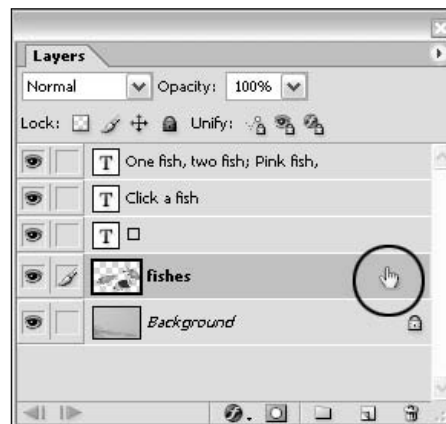 Layers
Normal Opacity: 100%
Lock: Unify:
T One fish, two fish; Pink fish,
T Click a fish
T □
fishes
Background